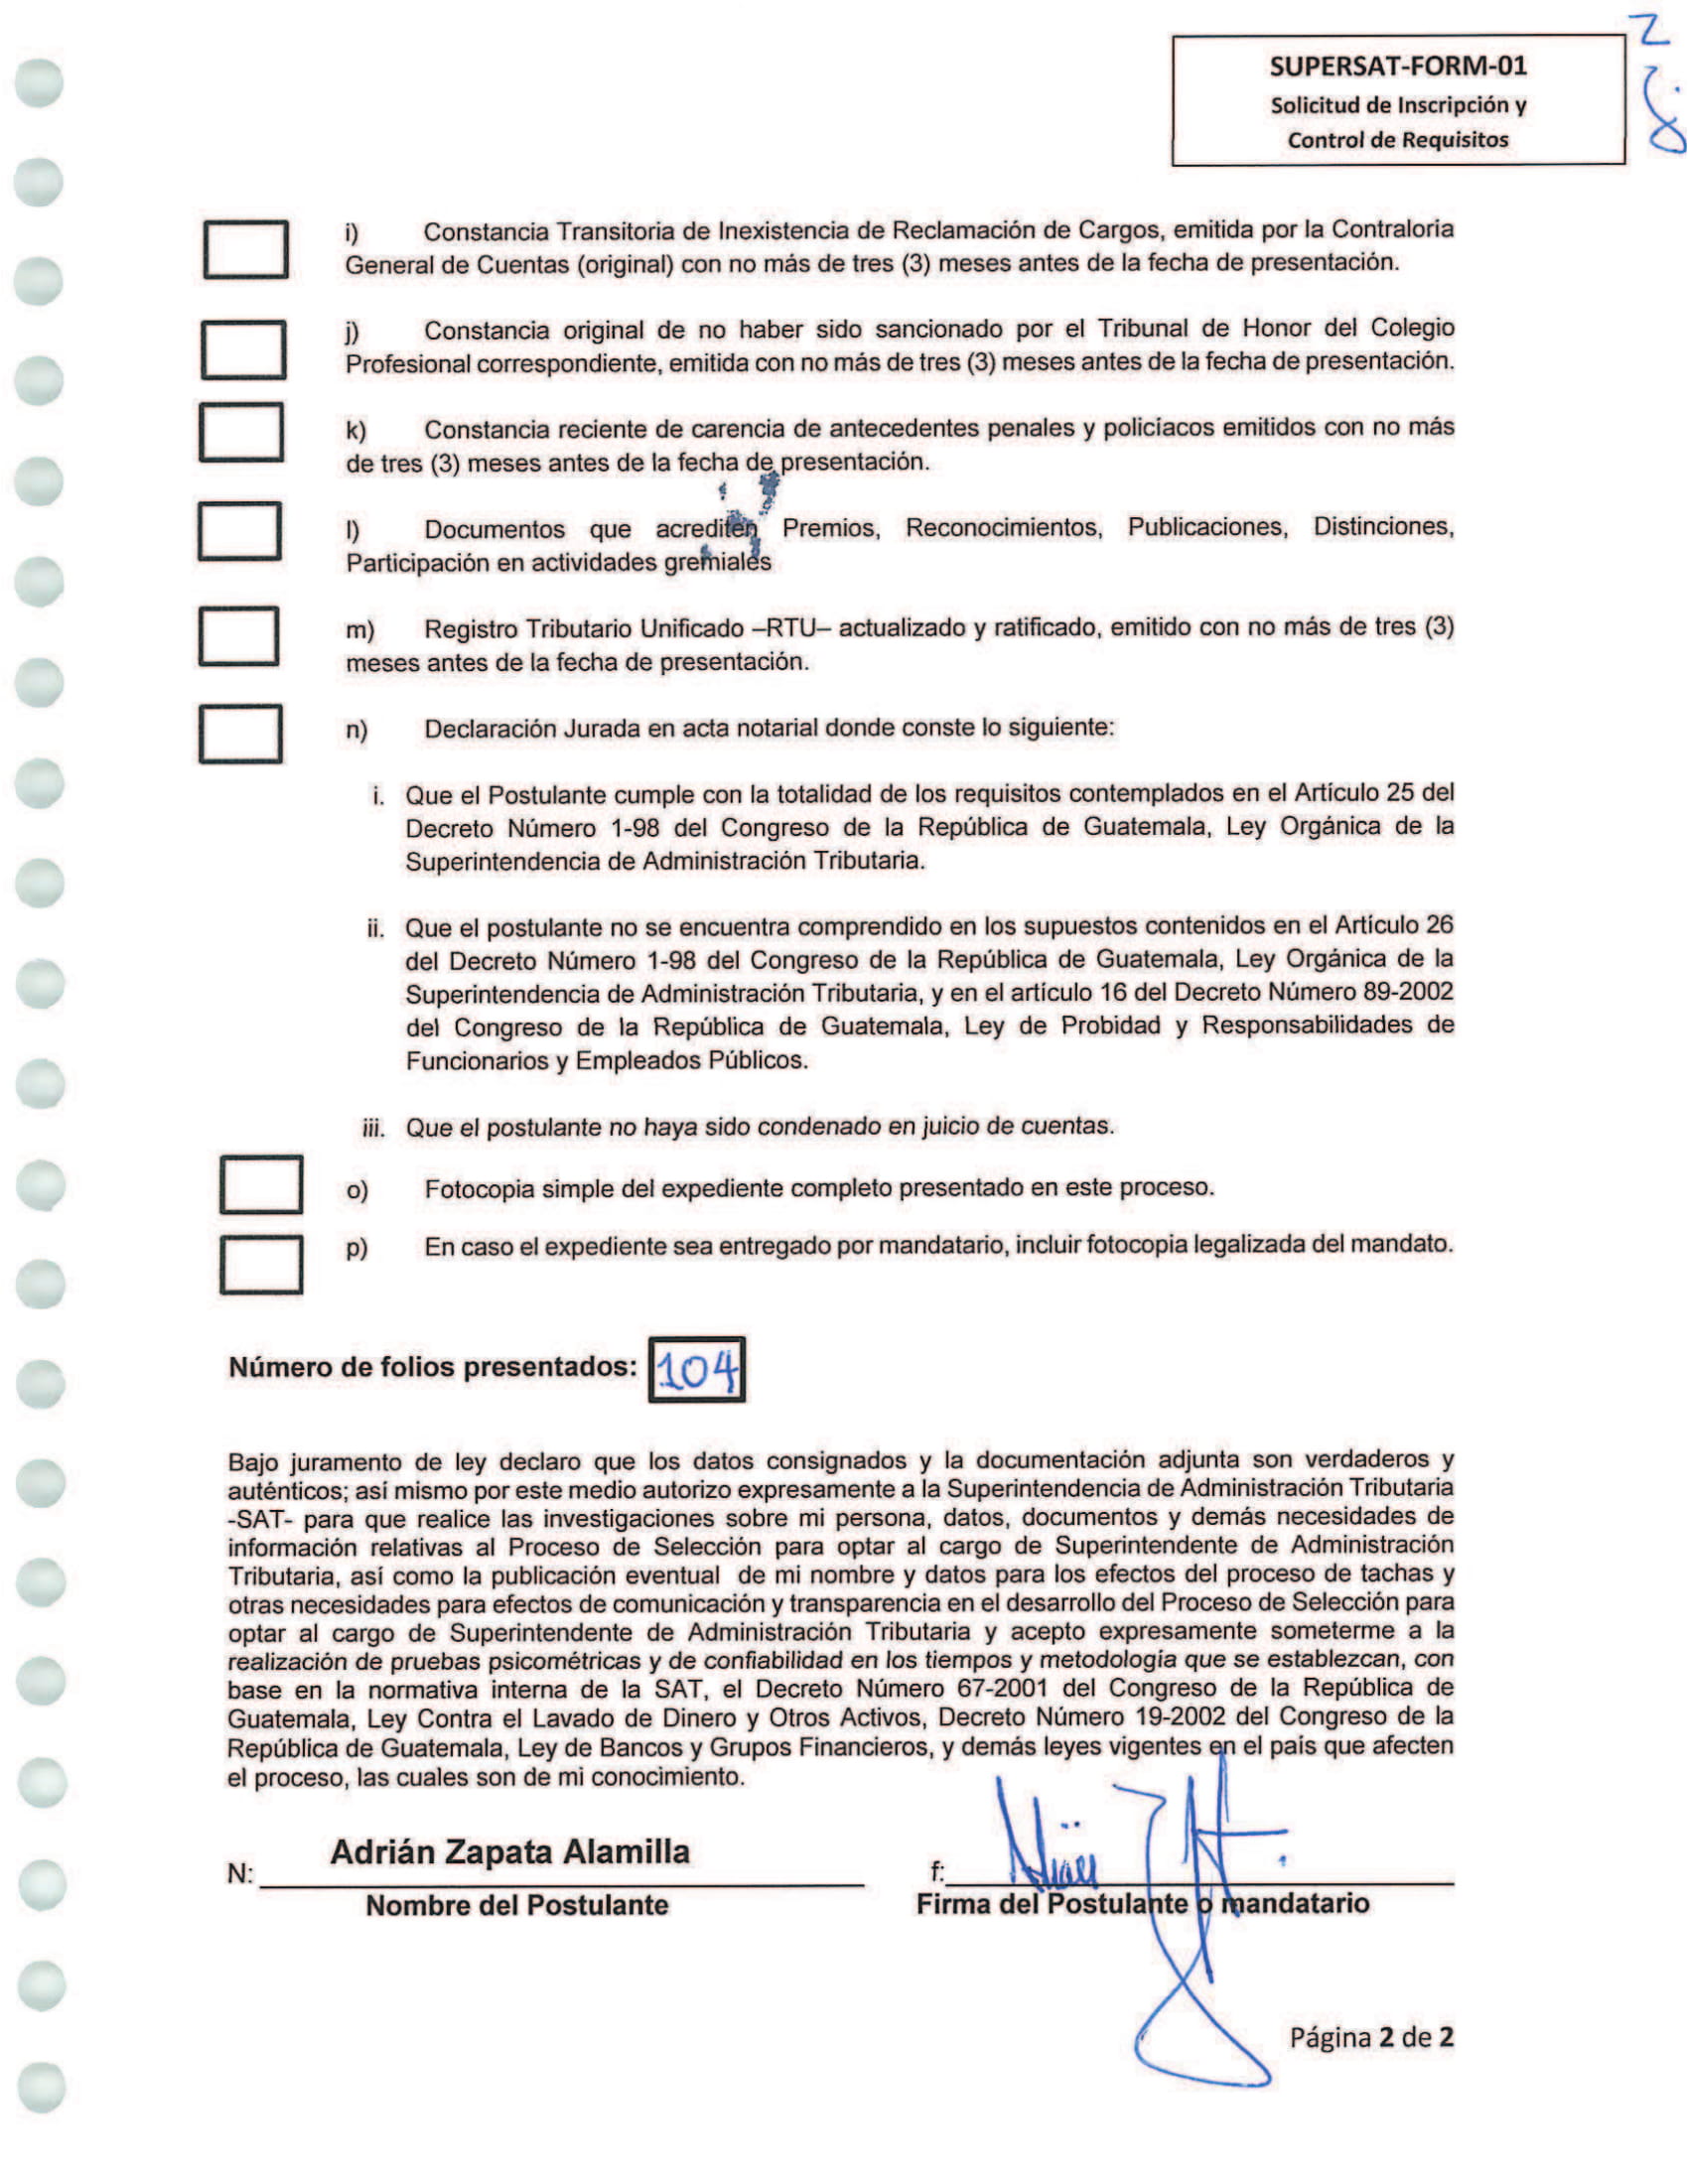 2
SUPERSAT-FORM-01
Solicitud de Inscripción y
Control de Requisitos
i) Constancia Transitoria de Inexistencia de Reclamación de Cargos, emitida por la Contraloria
General de Cuentas (original) con no más de tres (3) meses antes de la fecha de presentación.
j) Constancia original de no haber sido sancionado por el Tribunal de Honor del Colegio
Profesional correspondiente, emitida con no más de tres (3) meses antes de la fecha de presentación.
k) Constancia reciente de carencia de antecedentes penales y policíacos emitidos con no más
de tres (3) meses antes de la fecha de presentación.
l) Documentos que acrediten Premios, Reconocimientos, Publicaciones, Distinciones,
Participación en actividades gremiales
m) Registro Tributario Unificado –RTU– actualizado y ratificado, emitido con no más de tres (3)
meses antes de la fecha de presentación.
n) Declaración Jurada en acta notarial donde conste lo siguiente:
i. Que el Postulante cumple con la totalidad de los requisitos contemplados en el Artículo 25 del
Decreto Número 1-98 del Congreso de la República de Guatemala, Ley Orgánica de la
Superintendencia de Administración Tributaria.
ii. Que el postulante no se encuentra comprendido en los supuestos contenidos en el Artículo 26
del Decreto Número 1-98 del Congreso de la República de Guatemala, Ley Orgánica de la
Superintendencia de Administración Tributaria, y en el artículo 16 del Decreto Número 89-2002
del Congreso de la República de Guatemala, Ley de Probidad y Responsabilidades de
Funcionarios y Empleados Públicos.
iii. Que el postulante no haya sido condenado en juicio de cuentas.
o) Fotocopia simple del expediente completo presentado en este proceso.
p) En caso el expediente sea entregado por mandatario, incluir fotocopia legalizada del mandato.
Número de folios presentados: 104
Bajo juramento de ley declaro que los datos consignados y la documentación adjunta son verdaderos y
auténticos; así mismo por este medio autorizo expresamente a la Superintendencia de Administración Tributaria
-SAT- para que realice las investigaciones sobre mi persona, datos, documentos y demás necesidades de
información relativas al Proceso de Selección para optar al cargo de Superintendente de Administración
Tributaria, así como la publicación eventual de mi nombre y datos para los efectos del proceso de tachas y
otras necesidades para efectos de comunicación y transparencia en el desarrollo del Proceso de Selección para
optar al cargo de Superintendente de Administración Tributaria y acepto expresamente someterme a la
realización de pruebas psicométricas y de confiabilidad en los tiempos y metodología que se establezcan, con
base en la normativa interna de la SAT, el Decreto Número 67-2001 del Congreso de la República de
Guatemala, Ley Contra el Lavado de Dinero y Otros Activos, Decreto Número 19-2002 del Congreso de la
República de Guatemala, Ley de Bancos y Grupos Financieros, y demás leyes vigentes en el país que afecten
el proceso, las cuales son de mi conocimiento.
N: Adrián Zapata Alamilla f:
Nombre del Postulante Firma del Postulante o mandatario
Página 2 de 2